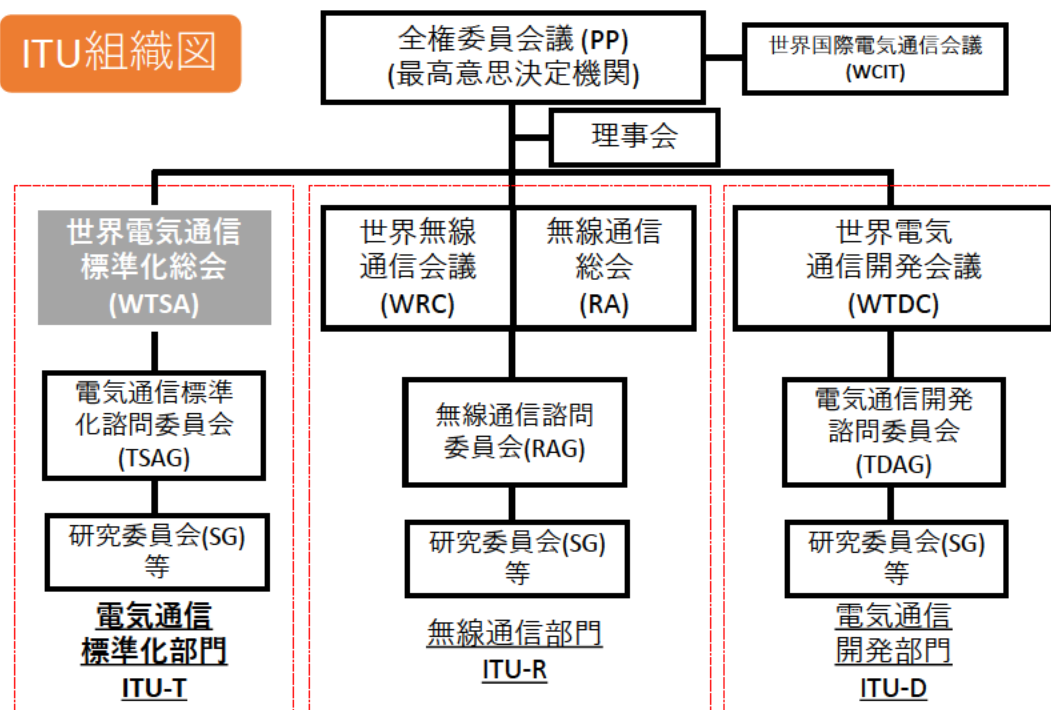 ITU組織図
全権委員会議 (PP)
(最高意思決定機関)
世界国際電気通信会議
(WCIT)
理事会
世界電気通信
標準化総会
(WTSA)
世界無線
通信会議
(WRC)
無線通信
総会
(RA)
世界電気
通信開発会議
(WTDC)
電気通信標準
化諮問委員会
(TSAG)
無線通信諮問
委員会(RAG)
電気通信開発
諮問委員会
(TDAG)
研究委員会(SG)
等
研究委員会(SG)
等
研究委員会(SG)
等
電気通信
標準化部門
ITU-T
無線通信部門
ITU-R
電気通信
開発部門
ITU-D